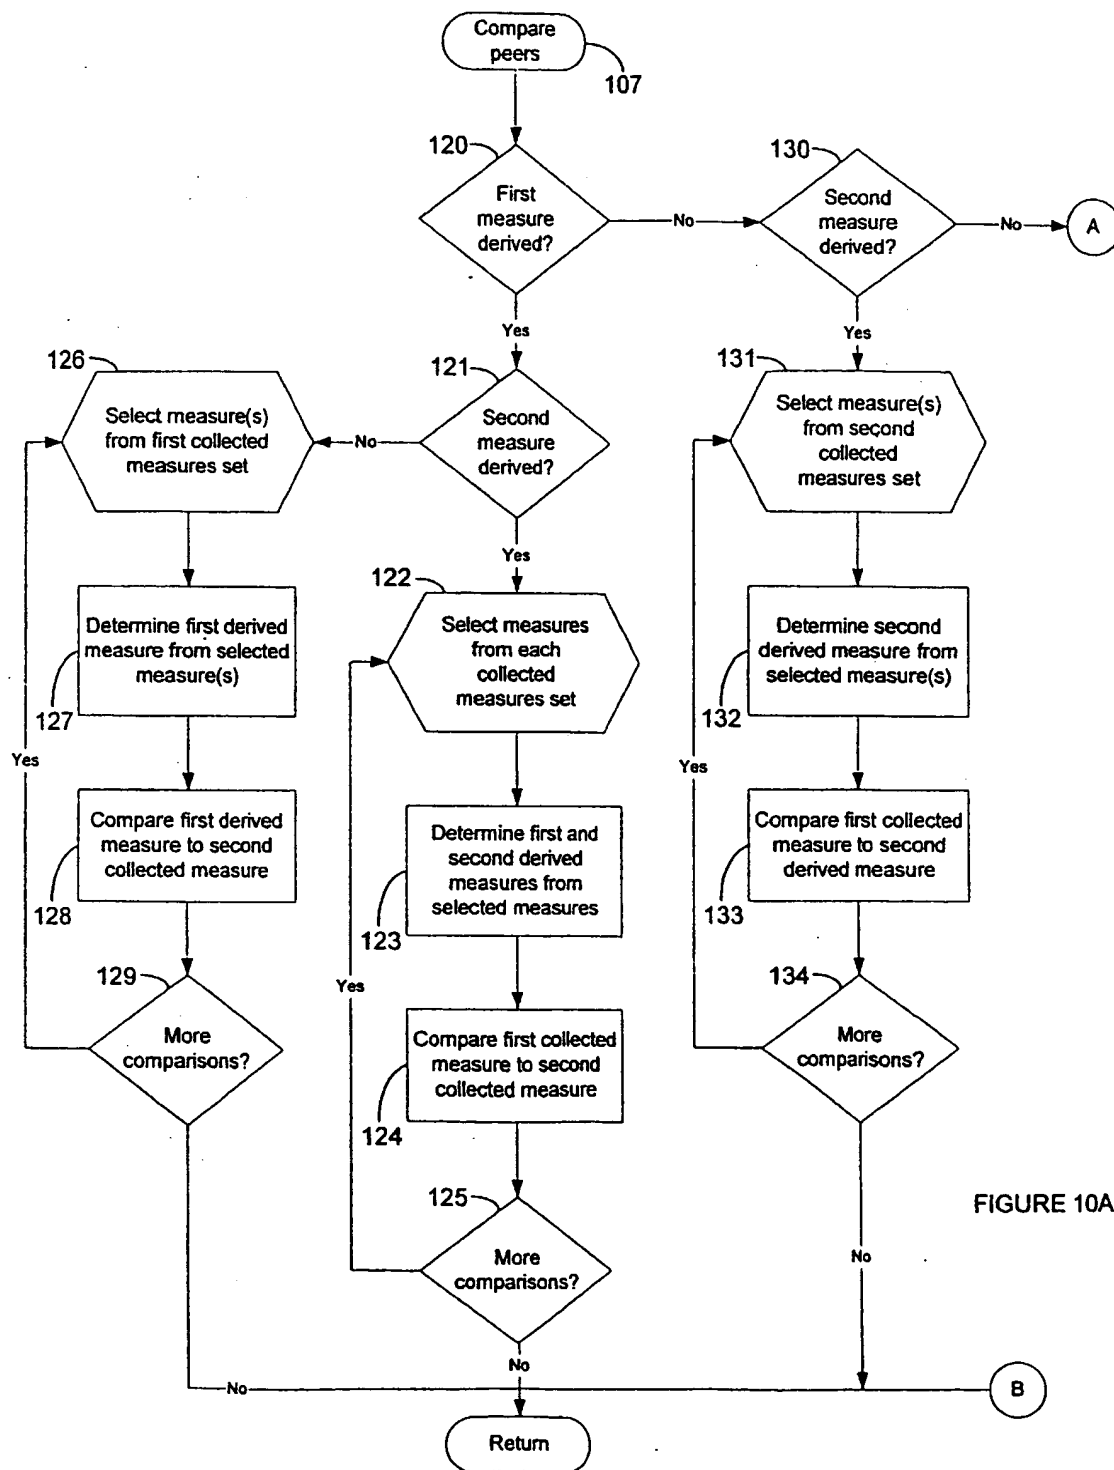 Compare
peers
107
120
First
measure
derived?
No
130
Second
measure
derived?
No
A
Yes
Yes
126
Select measure(s)
from first collected
measures set
121
Second
measure
derived?
No
131
Select measure(s)
from second
collected
measures set
Yes
122
Select measures
from each
collected
measures set
Determine first derived
measure from selected
measure(s)
127
Determine second
derived measure from
selected measure(s)
132
Yes
Yes
Compare first derived
measure to second
collected measure
128
Determine first and
second derived
measures from
selected measures
123
Compare first collected
measure to second
derived measure
133
Yes
129
More
comparisons?
Compare first collected
measure to second
collected measure
124
134
More
comparisons?
125
More
comparisons?
FIGURE 10A
No
No
No
B
Return